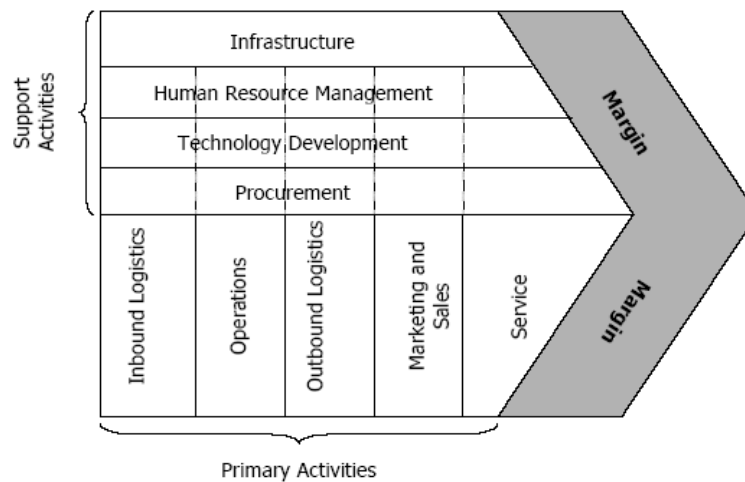 Support
Activities
Infrastructure
Human Resource Management
Technology Development
Procurement
Inbound Logistics
Operations
Outbound Logistics
Marketing and
Sales
Service
Margin
Margin
Primary Activities